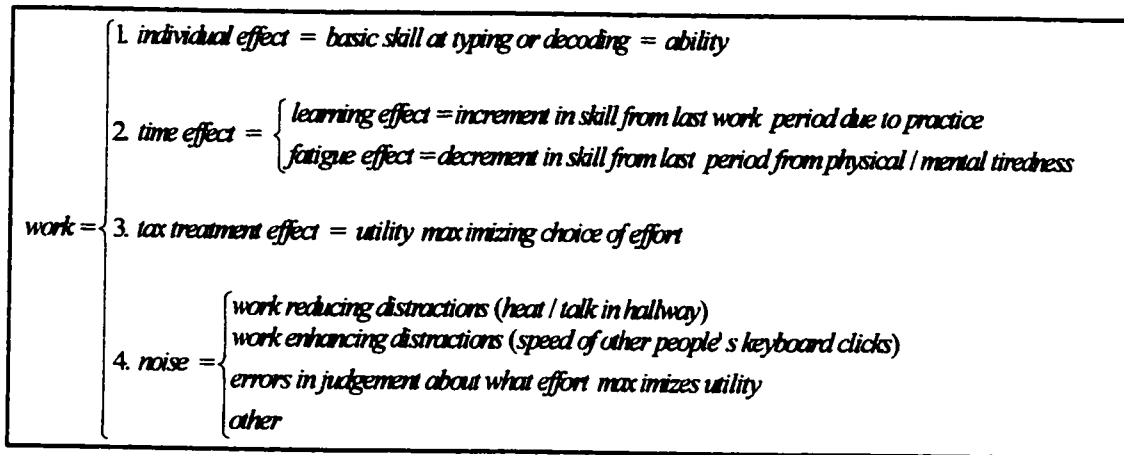 1. individual effect = basic skill at typing or decoding = ability
2. time effect = { learning effect = increment in skill from last work period due to practice
fatigue effect = decrement in skill from last period from physical / mental tiredness
work = { 3. tax treatment effect = utility maximizing choice of effort
work reducing distractions (heat / talk in hallway)
work enhancing distractions (speed of other people's keyboard clicks)
4. noise = { errors in judgement about what effort maximizes utility
other